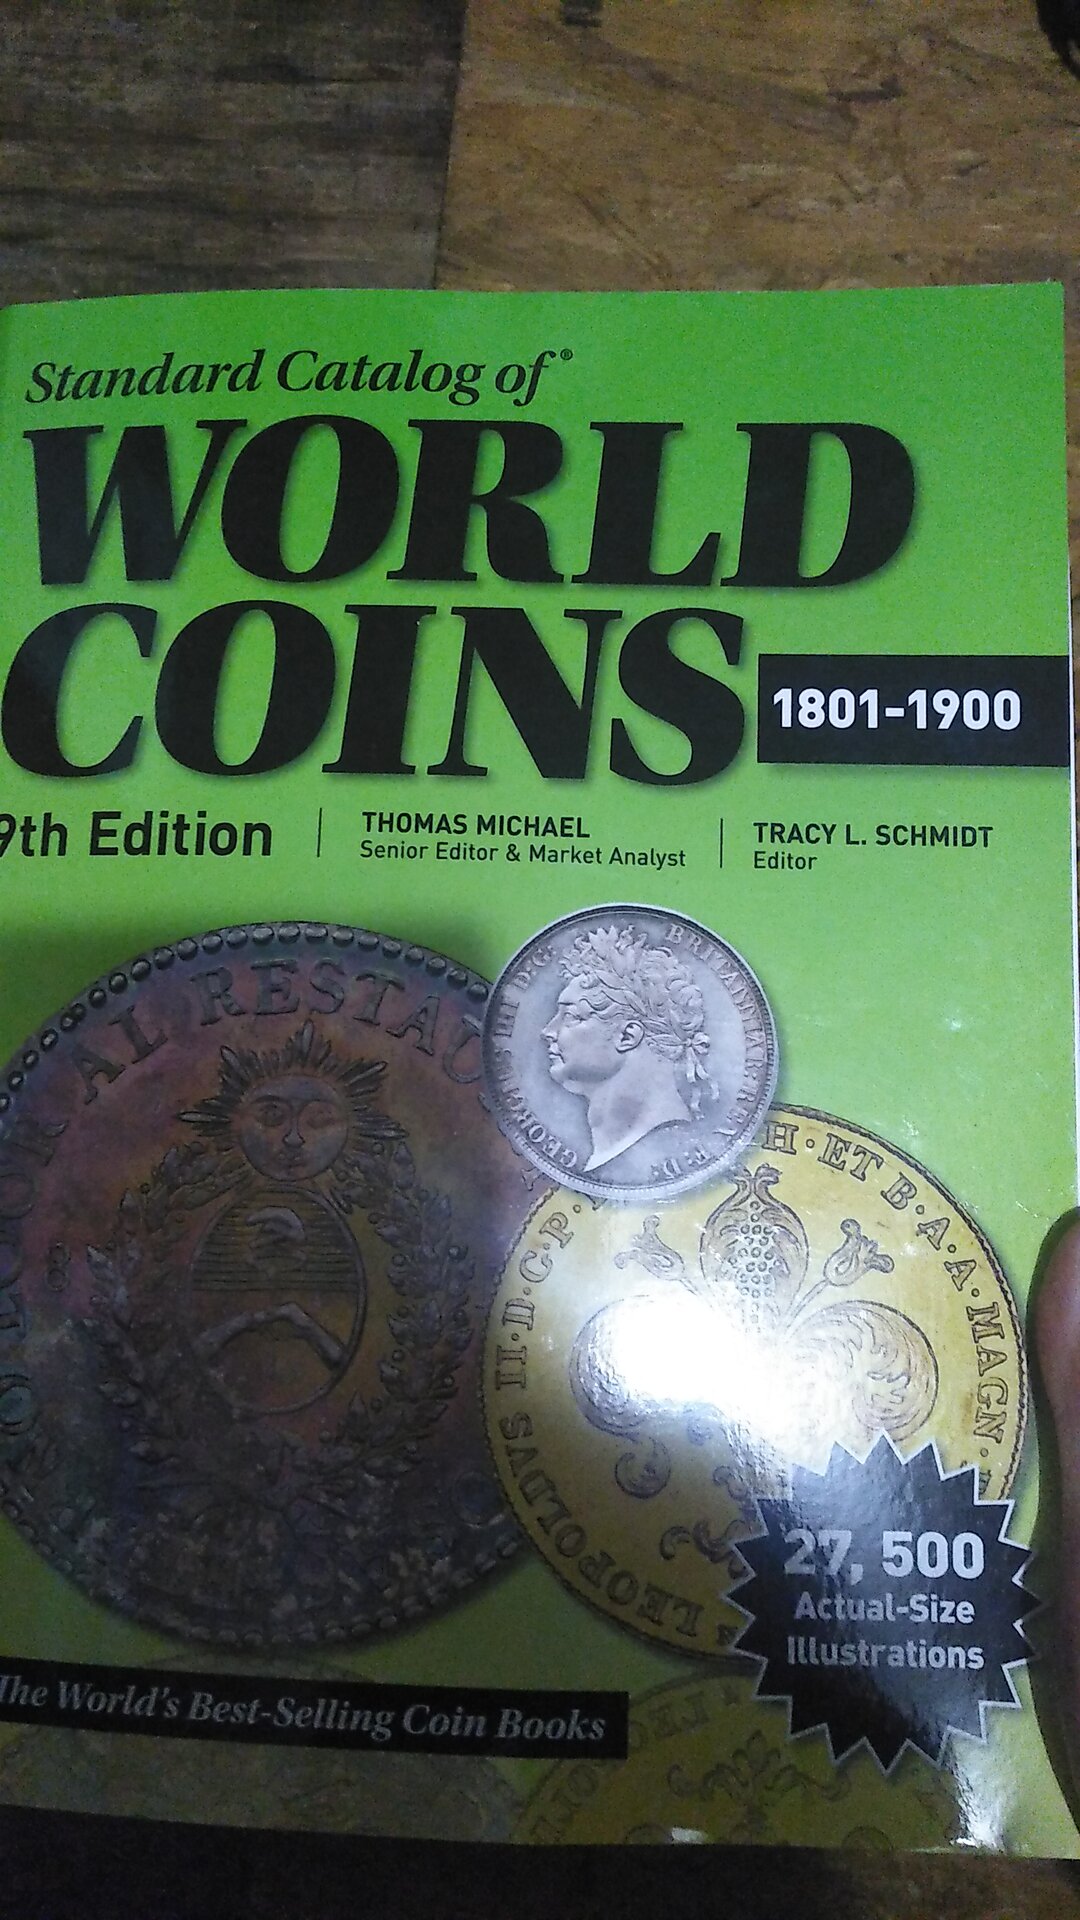 Standard Catalog of®
WORLD
COINS
1801-1900
9th Edition
THOMAS MICHAEL
Senior Editor & Market Analyst
TRACY L. SCHMIDT
Editor
AL RESTAU
GEORGIUS IIII D:G: BRITANNIAR: REX F:D:
LEOPOLDVS II·D·G·P· H·ET B·A·A·MAGN·
27, 500
Actual-Size
Illustrations
The World's Best-Selling Coin Books